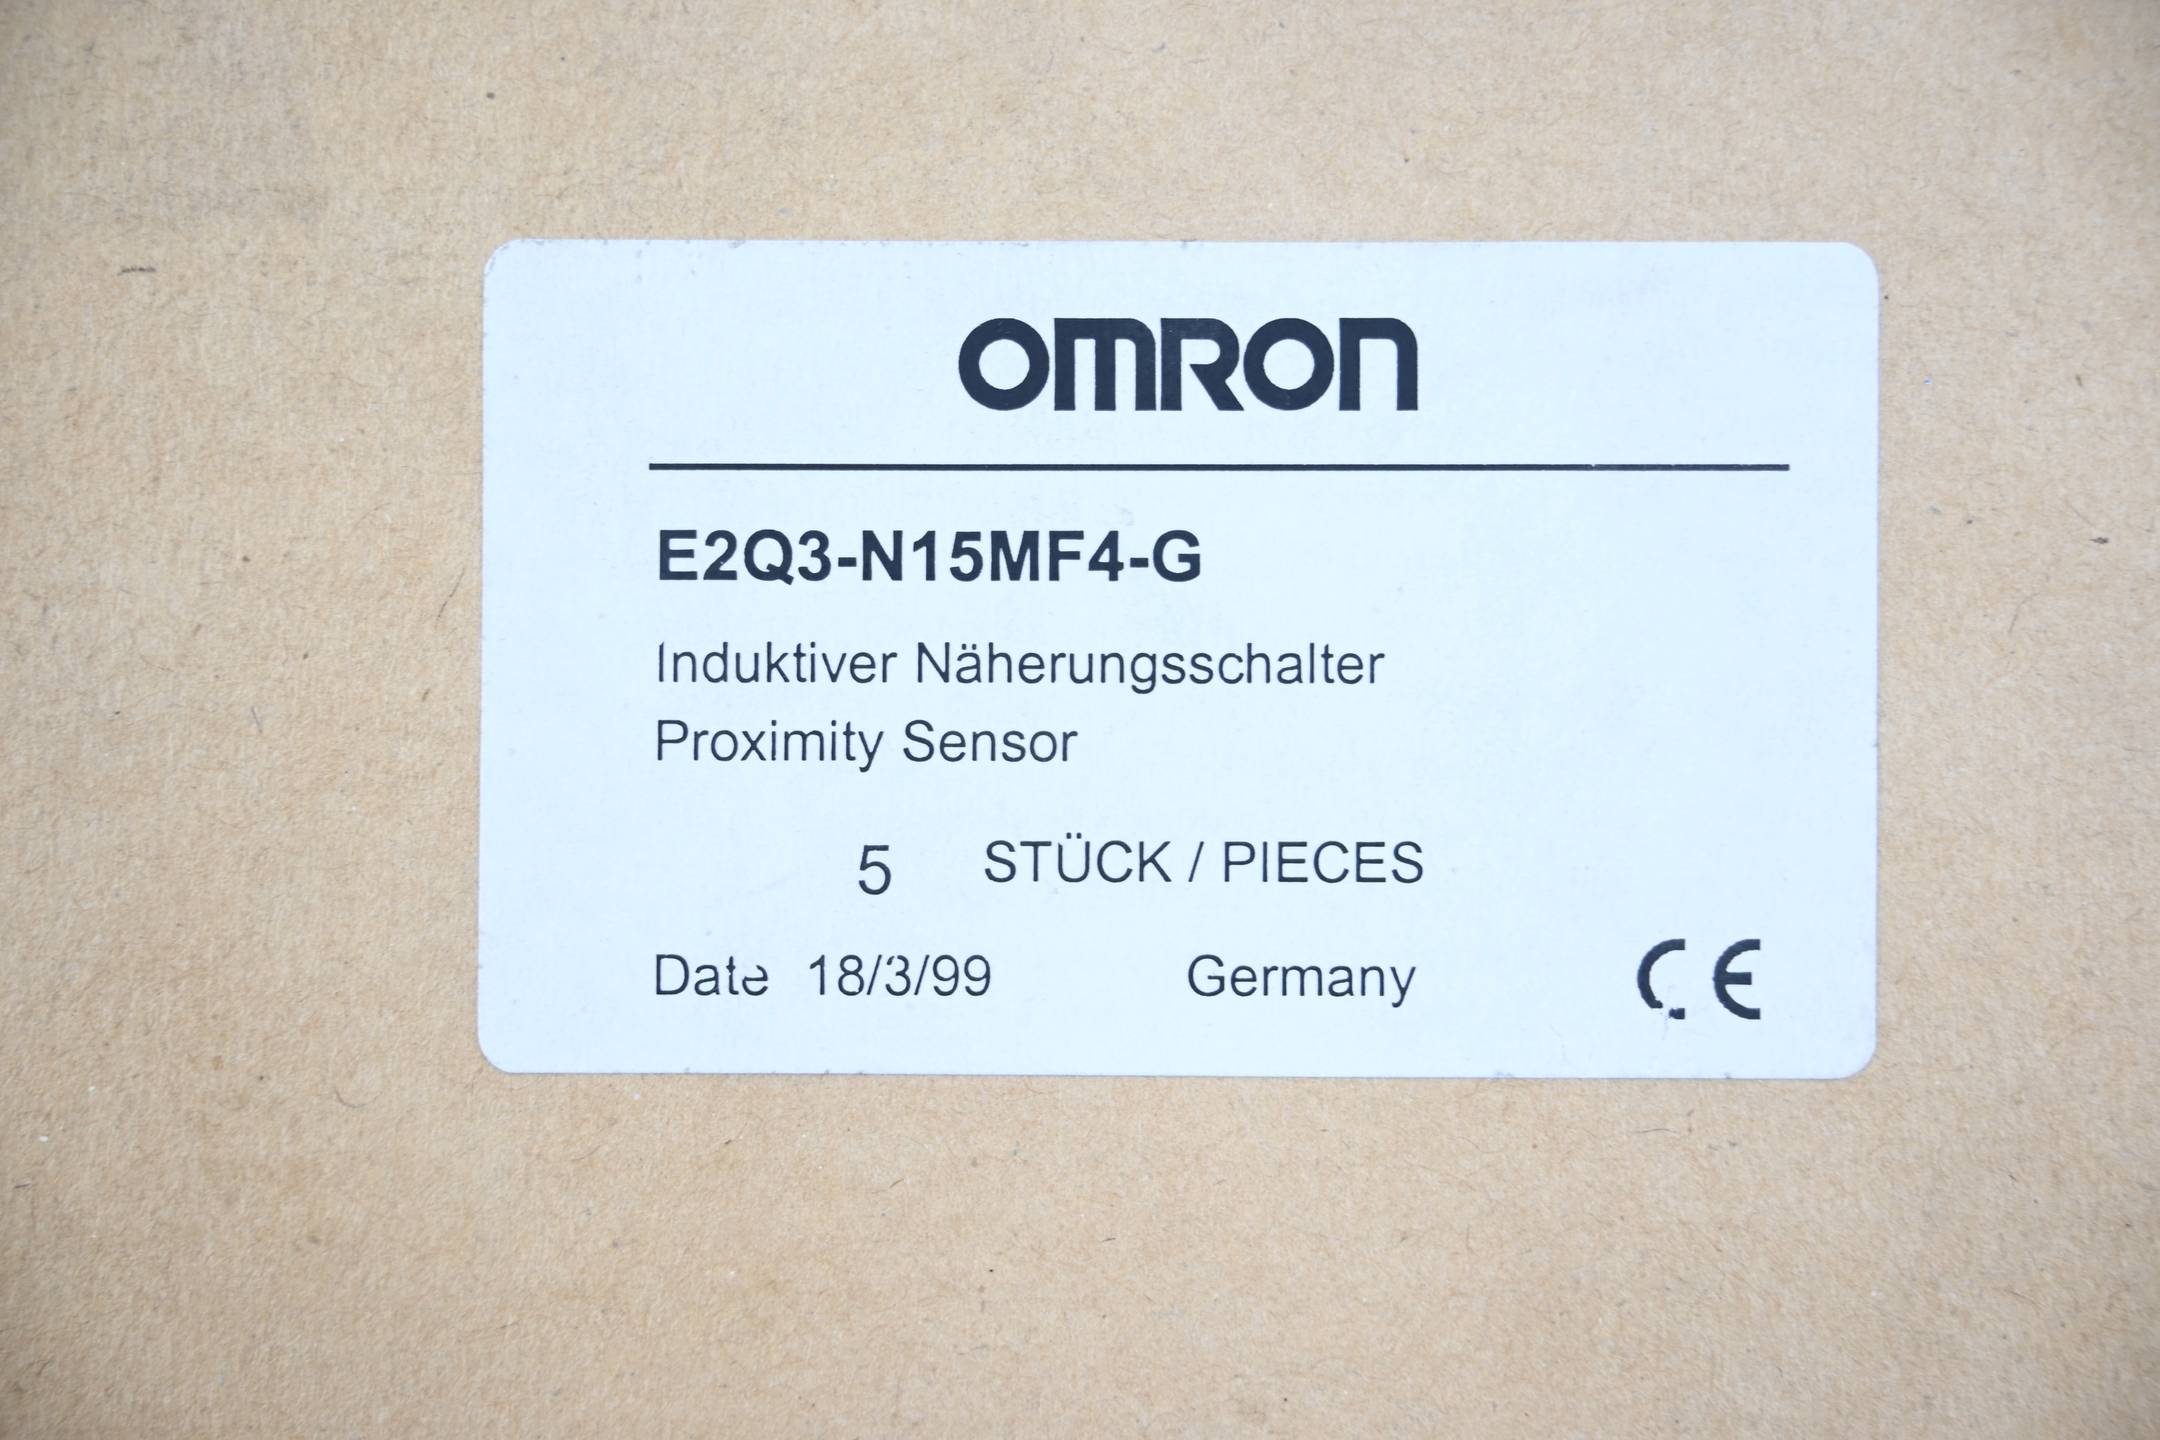 OMRON
E2Q3-N15MF4-G
Induktiver Näherungsschalter
Proximity Sensor
5 STÜCK / PIECES
Date 18/3/99 Germany CE